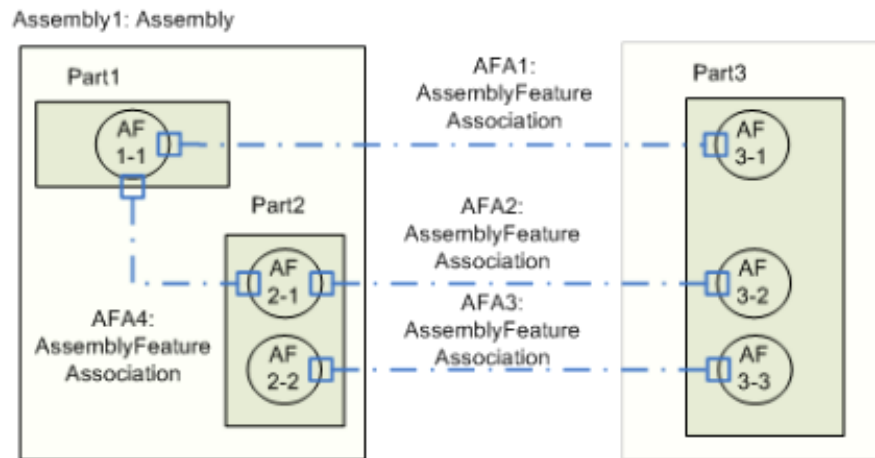 Assembly1: Assembly
Part1
AF
1-1
Part2
AF
2-1
AF
2-2
AFA4:
AssemblyFeature
Association
AFA1:
AssemblyFeature
Association
AFA2:
AssemblyFeature
Association
AFA3:
AssemblyFeature
Association
Part3
AF
3-1
AF
3-2
AF
3-3